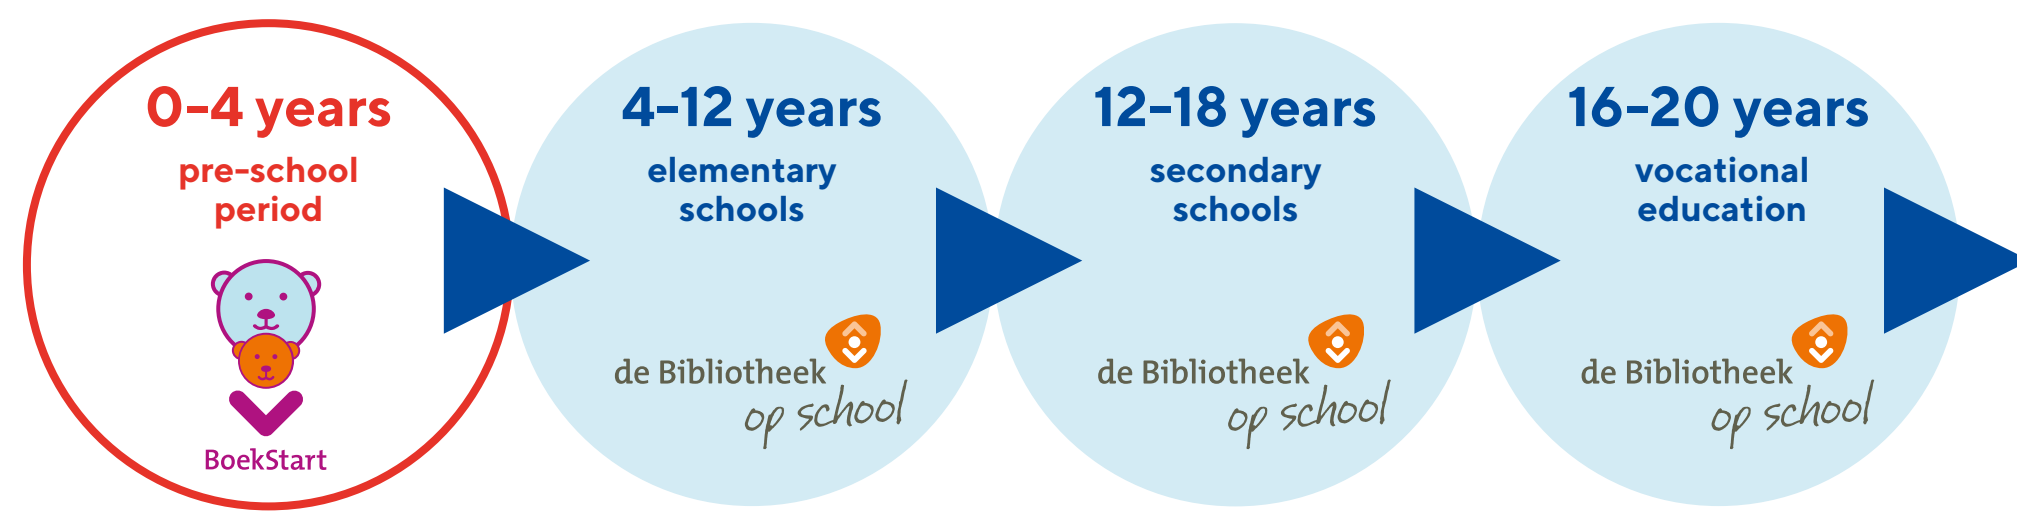 0-4 years
pre-school
period
BoekStart
4-12 years
elementary
schools
de Bibliotheek
op school
12-18 years
secondary
schools
de Bibliotheek
op school
16-20 years
vocational
education
de Bibliotheek
op school